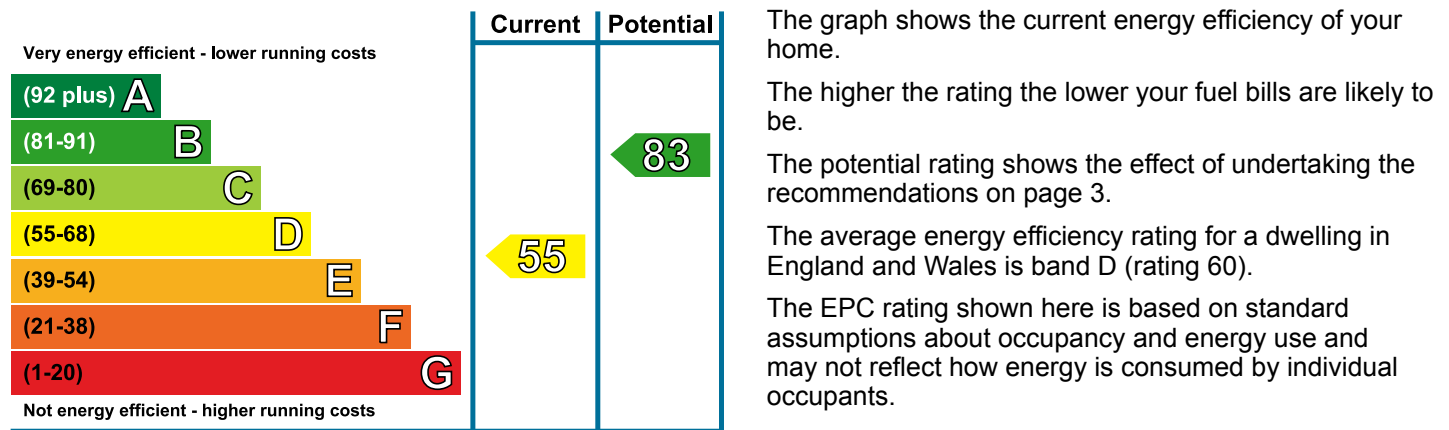 Current Potential
Very energy efficient - lower running costs
(92 plus) A
(81-91) B
(69-80) C
(55-68) D
(39-54) E
(21-38) F
(1-20) G
Not energy efficient - higher running costs
83
55
The graph shows the current energy efficiency of your
home.
The higher the rating the lower your fuel bills are likely to
be.
The potential rating shows the effect of undertaking the
recommendations on page 3.
The average energy efficiency rating for a dwelling in
England and Wales is band D (rating 60).
The EPC rating shown here is based on standard
assumptions about occupancy and energy use and
may not reflect how energy is consumed by individual
occupants.